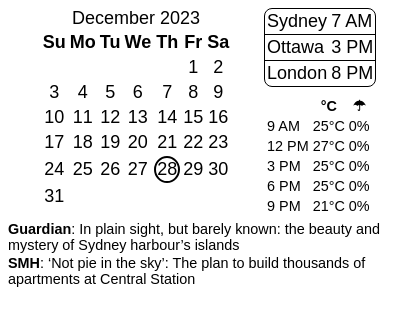 December 2023
Su Mo Tu We Th Fr Sa
1 2
3 4 5 6 7 8 9
10 11 12 13 14 15 16
17 18 19 20 21 22 23
24 25 26 27 28 29 30
31
Sydney 7 AM
Ottawa 3 PM
London 8 PM
°C ☂
9 AM 25°C 0%
12 PM 27°C 0%
3 PM 25°C 0%
6 PM 25°C 0%
9 PM 21°C 0%
Guardian: In plain sight, but barely known: the beauty and
mystery of Sydney harbour’s islands
SMH: ‘Not pie in the sky’: The plan to build thousands of
apartments at Central Station